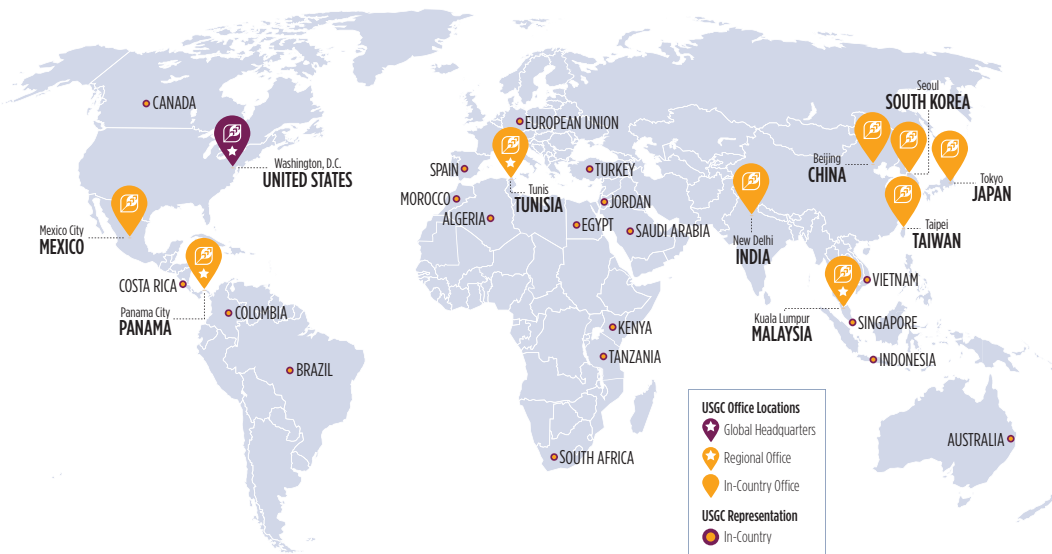 CANADA
Washington, D.C.
UNITED STATES
Mexico City
MEXICO
COSTA RICA
Panama City
PANAMA
COLOMBIA
BRAZIL
EUROPEAN UNION
SPAIN
Tunis
TUNISIA
TURKEY
MOROCCO
ALGERIA
JORDAN
EGYPT
SAUDI ARABIA
KENYA
TANZANIA
SOUTH AFRICA
Seoul
SOUTH KOREA
Beijing
CHINA
Tokyo
JAPAN
Taipei
TAIWAN
New Delhi
INDIA
VIETNAM
Kuala Lumpur
MALAYSIA
SINGAPORE
INDONESIA
AUSTRALIA
USGC Office Locations
Global Headquarters
Regional Office
In-Country Office
USGC Representation
In-Country